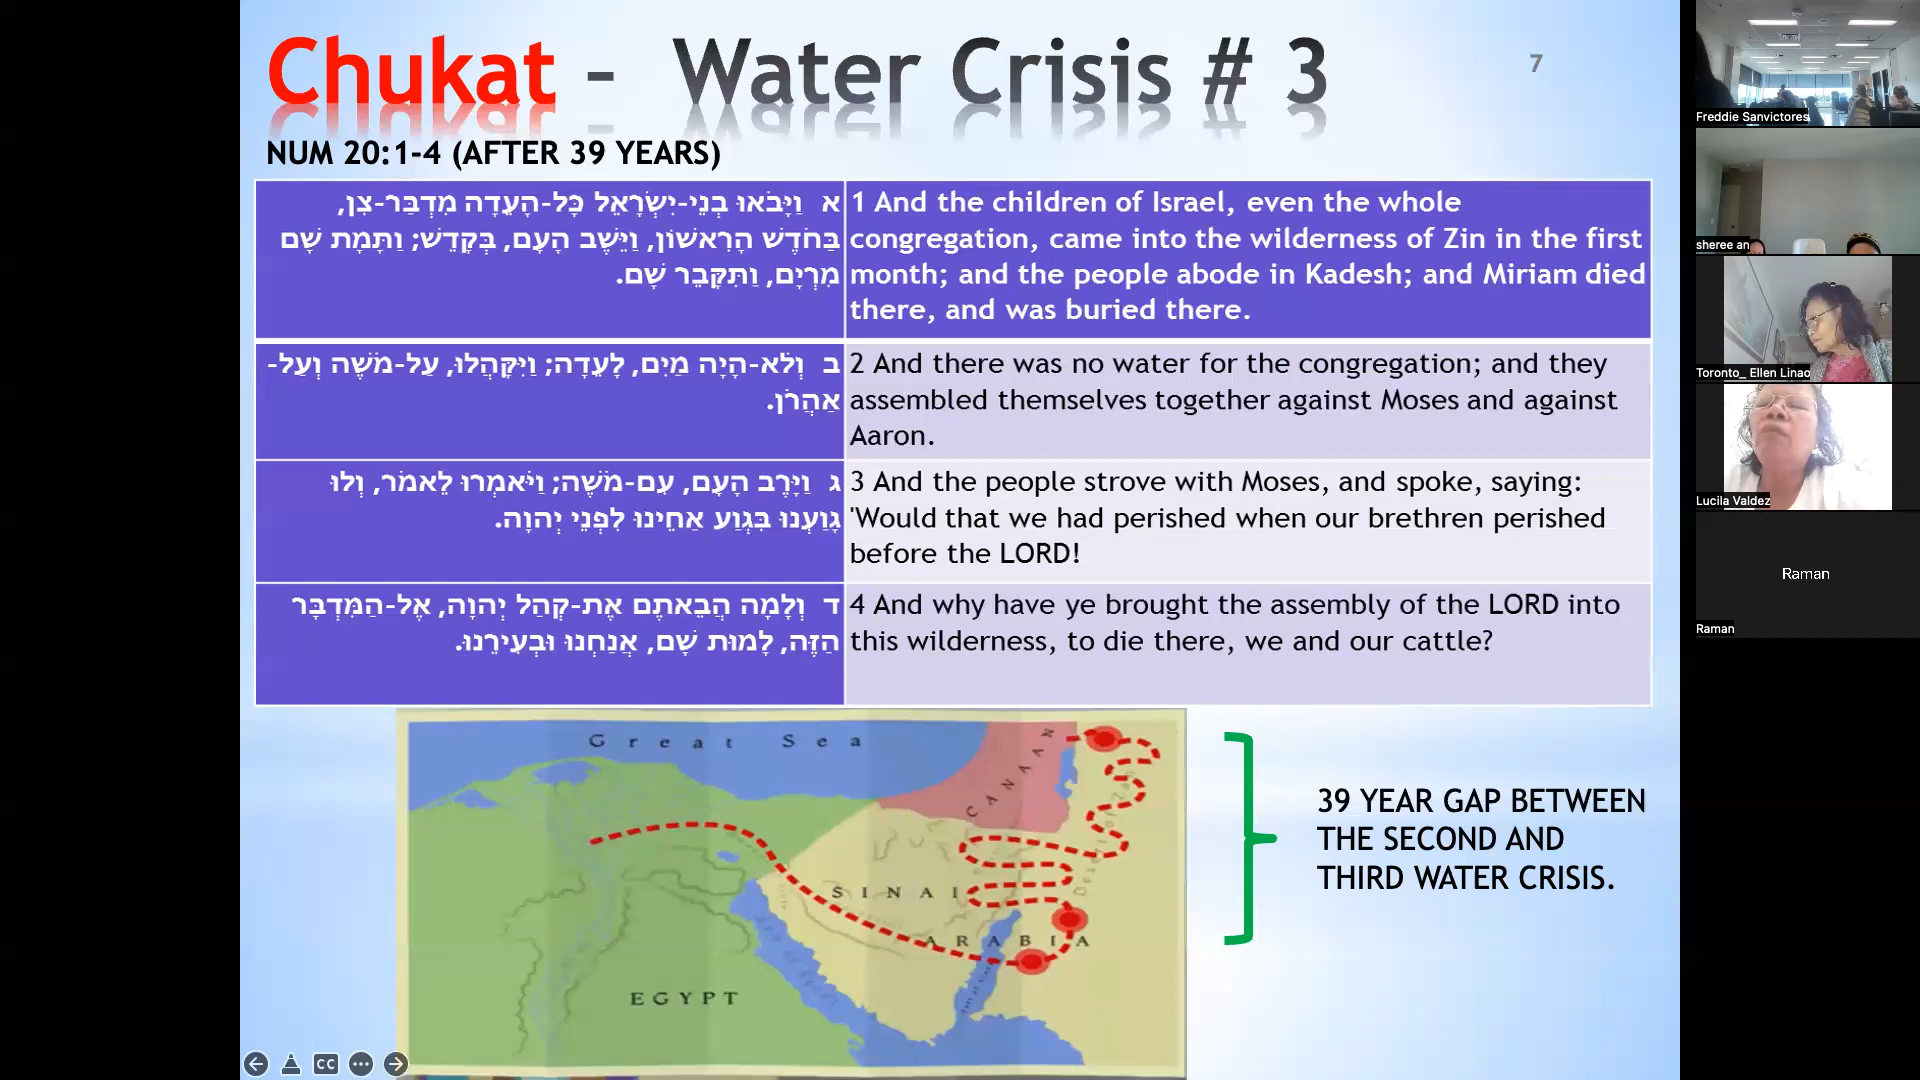 Chukat - Water Crisis # 3
7
NUM 20:1-4 (AFTER 39 YEARS)
א וַיָּבֹאוּ בְנֵי-יִשְׂרָאֵל כָּל-הָעֵדָה מִדְבַּר-צִן,
בַּחֹדֶשׁ הָרִאשׁוֹן, וַיֵּשֶׁב הָעָם, בְּקָדֵשׁ; וַתָּמָת שָׁם
מִרְיָם, וַתִּקָּבֵר שָׁם.
1 And the children of Israel, even the whole
congregation, came into the wilderness of Zin in the first
month; and the people abode in Kadesh; and Miriam died
there, and was buried there.
ב וְלֹא-הָיָה מַיִם, לָעֵדָה; וַיִּקָּהֲלוּ, עַל-מֹשֶׁה וְעַל-
אַהֲרֹן.
2 And there was no water for the congregation; and they
assembled themselves together against Moses and against
Aaron.
ג וַיָּרֶב הָעָם, עִם-מֹשֶׁה; וַיֹּאמְרוּ לֵאמֹר, וְלוּ
גָוַעְנוּ בִּגְוַע אַחֵינוּ לִפְנֵי יְהוָה.
3 And the people strove with Moses, and spoke, saying:
'Would that we had perished when our brethren perished
before the LORD!
ד וְלָמָה הֲבֵאתֶם אֶת-קְהַל יְהוָה, אֶל-הַמִּדְבָּר
הַזֶּה, לָמוּת שָׁם, אֲנַחְנוּ וּבְעִירֵנוּ.
4 And why have ye brought the assembly of the LORD into
this wilderness, to die there, we and our cattle?
Great Sea
CANAAN
SINAI
ARABIA
EGYPT
39 YEAR GAP BETWEEN
THE SECOND AND
THIRD WATER CRISIS.
CC
Freddie Sanvictores
sheree an
Toronto_ Ellen Linao
Lucila Valdez
Raman
Raman